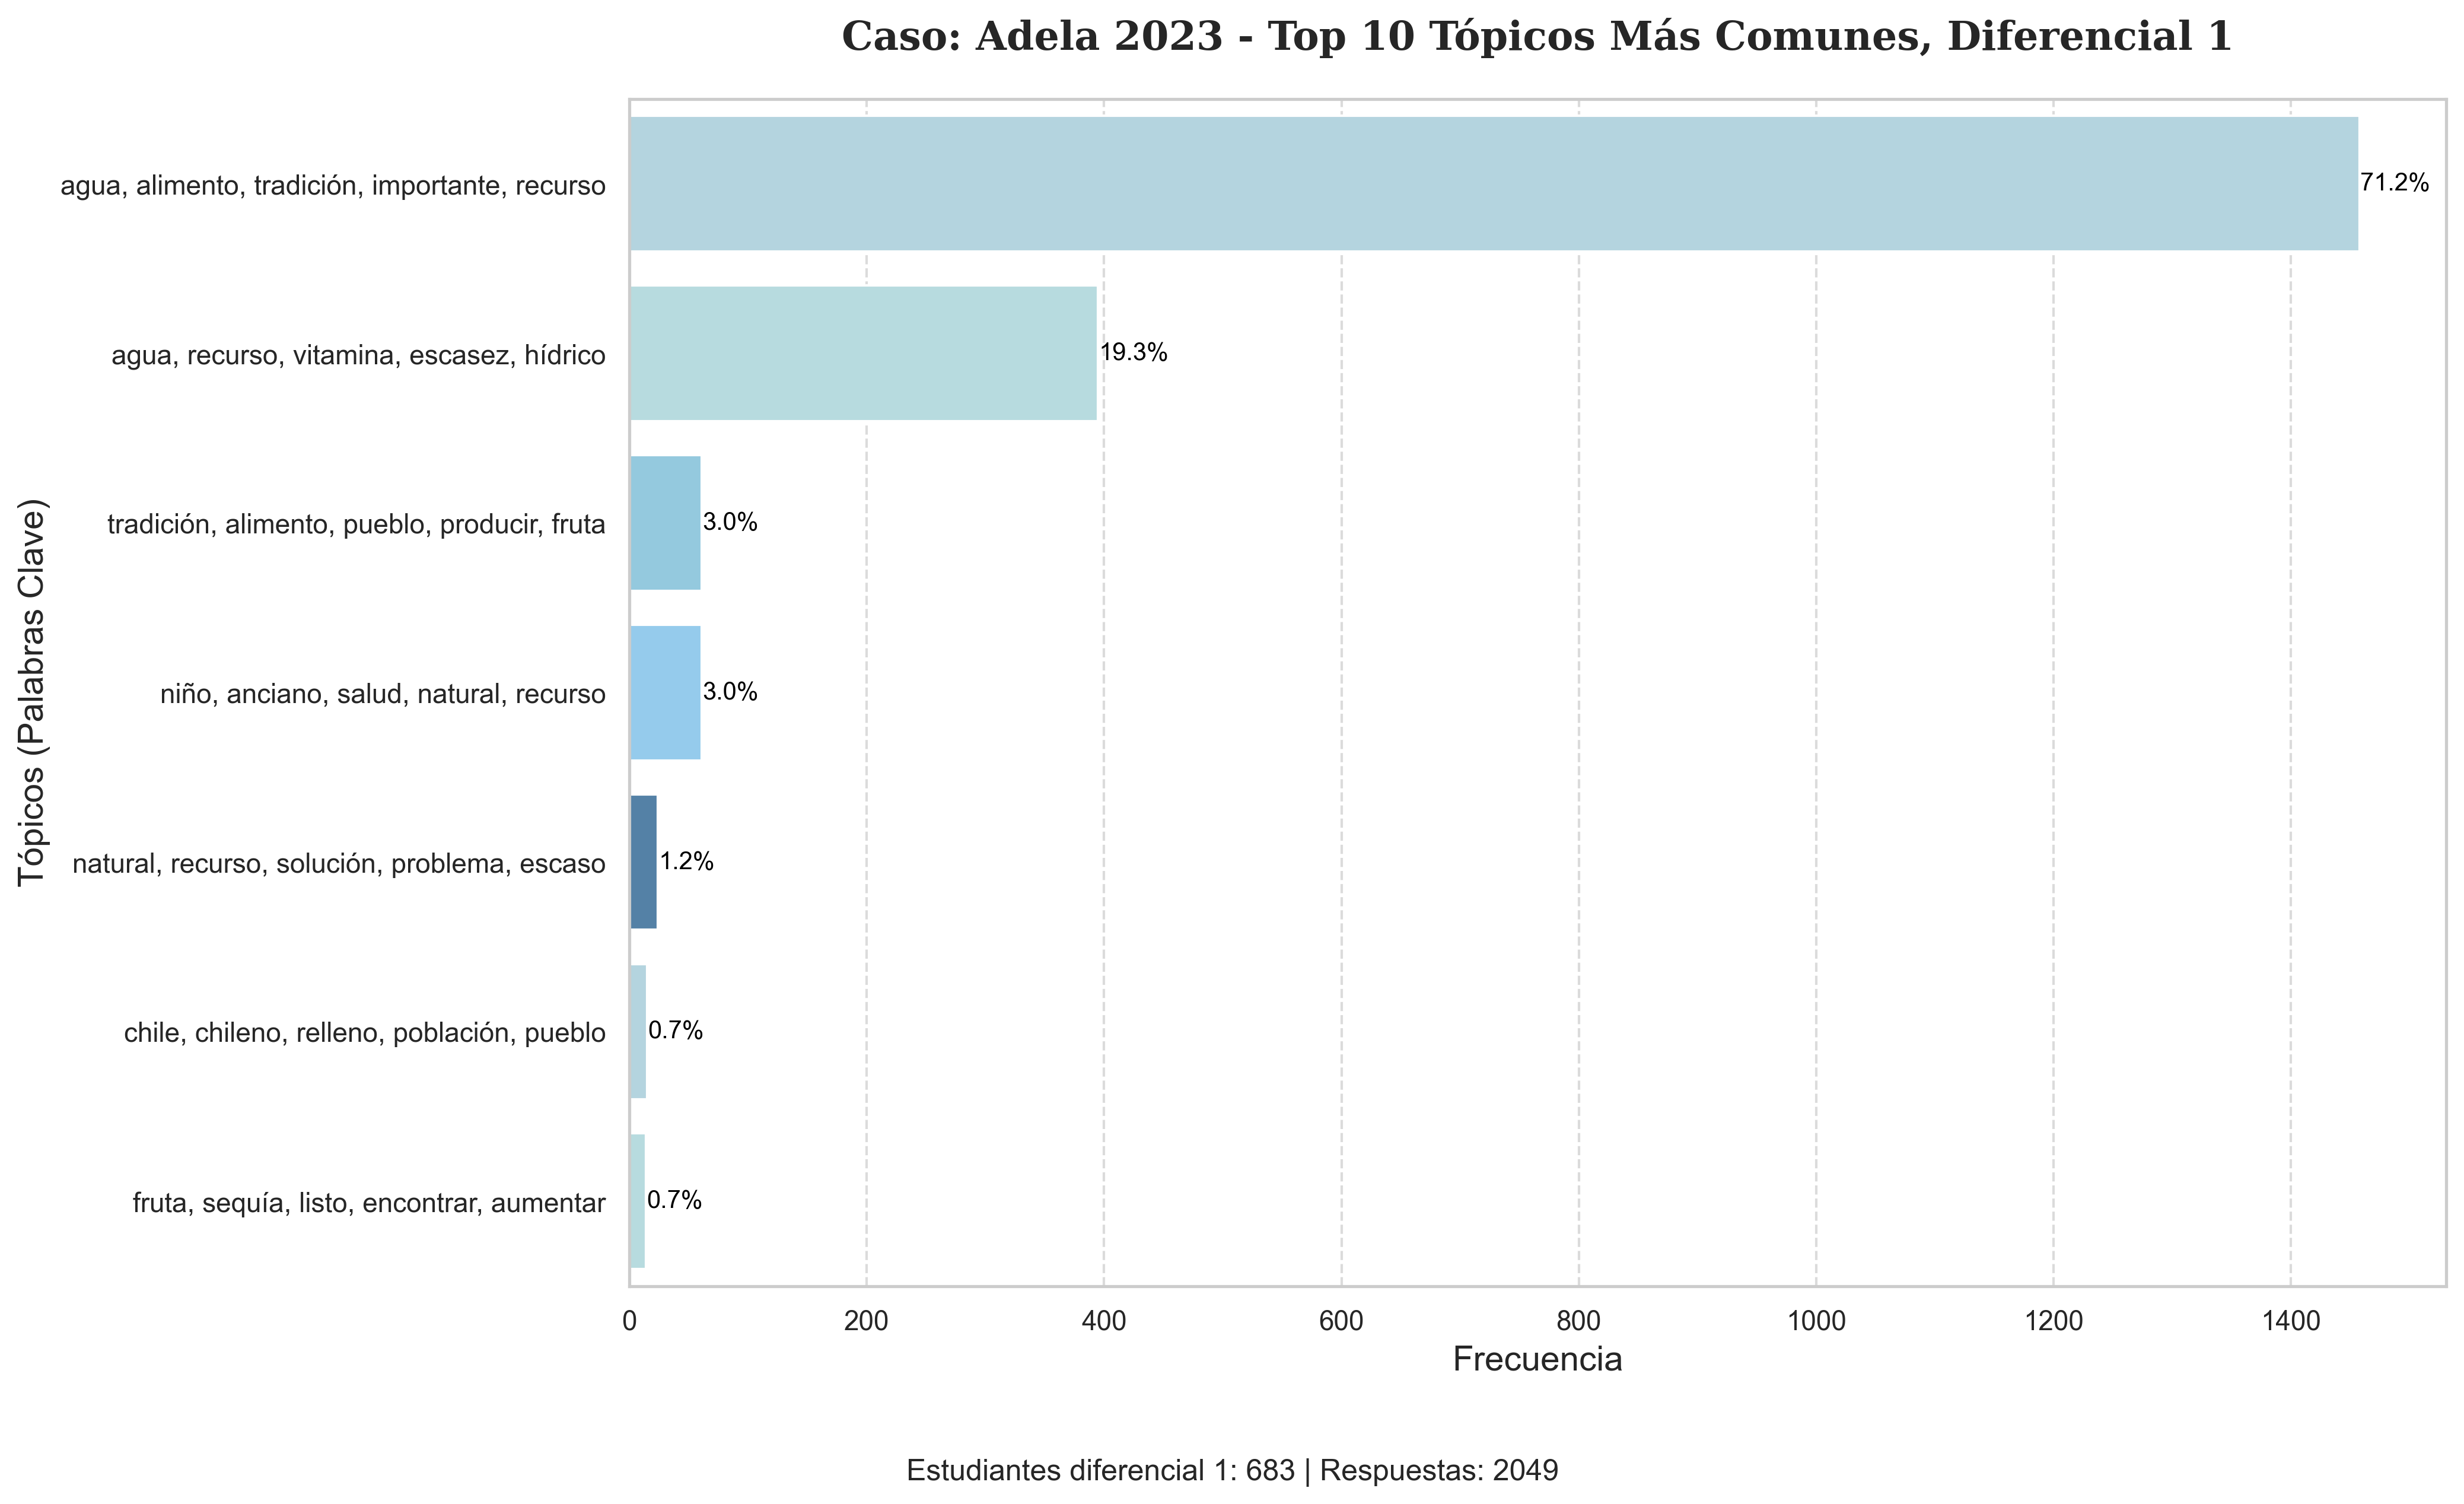 Caso: Adela 2023 - Top 10 Tópicos Más Comunes, Diferencial 1
Tópicos (Palabras Clave)
agua, alimento, tradición, importante, recurso
71.2%
agua, recurso, vitamina, escasez, hídrico
19.3%
tradición, alimento, pueblo, producir, fruta
3.0%
niño, anciano, salud, natural, recurso
3.0%
natural, recurso, solución, problema, escaso
1.2%
chile, chileno, relleno, población, pueblo
0.7%
fruta, sequía, listo, encontrar, aumentar
0.7%
0 200 400 600 800 1000 1200 1400
Frecuencia
Estudiantes diferencial 1: 683 | Respuestas: 2049